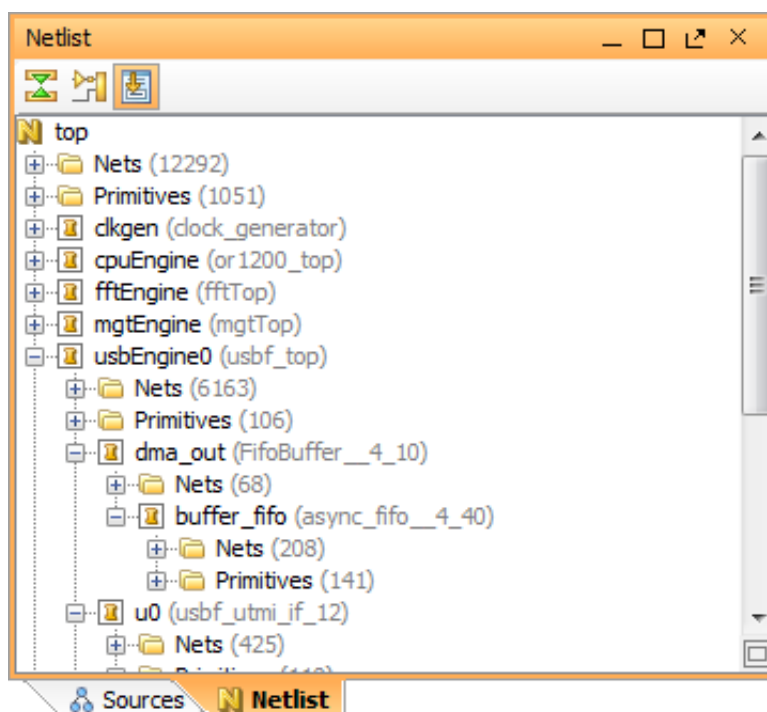 Netlist
top
Nets (12292)
Primitives (1051)
clkgen (clock_generator)
cpuEngine (or1200_top)
fftEngine (fftTop)
mgtEngine (mgtTop)
usbEngine0 (usbf_top)
Nets (6163)
Primitives (106)
dma_out (FifoBuffer__4_10)
Nets (68)
buffer_fifo (async_fifo__4_40)
Nets (208)
Primitives (141)
u0 (usbf_utmi_if_12)
Nets (425)
Sources Netlist